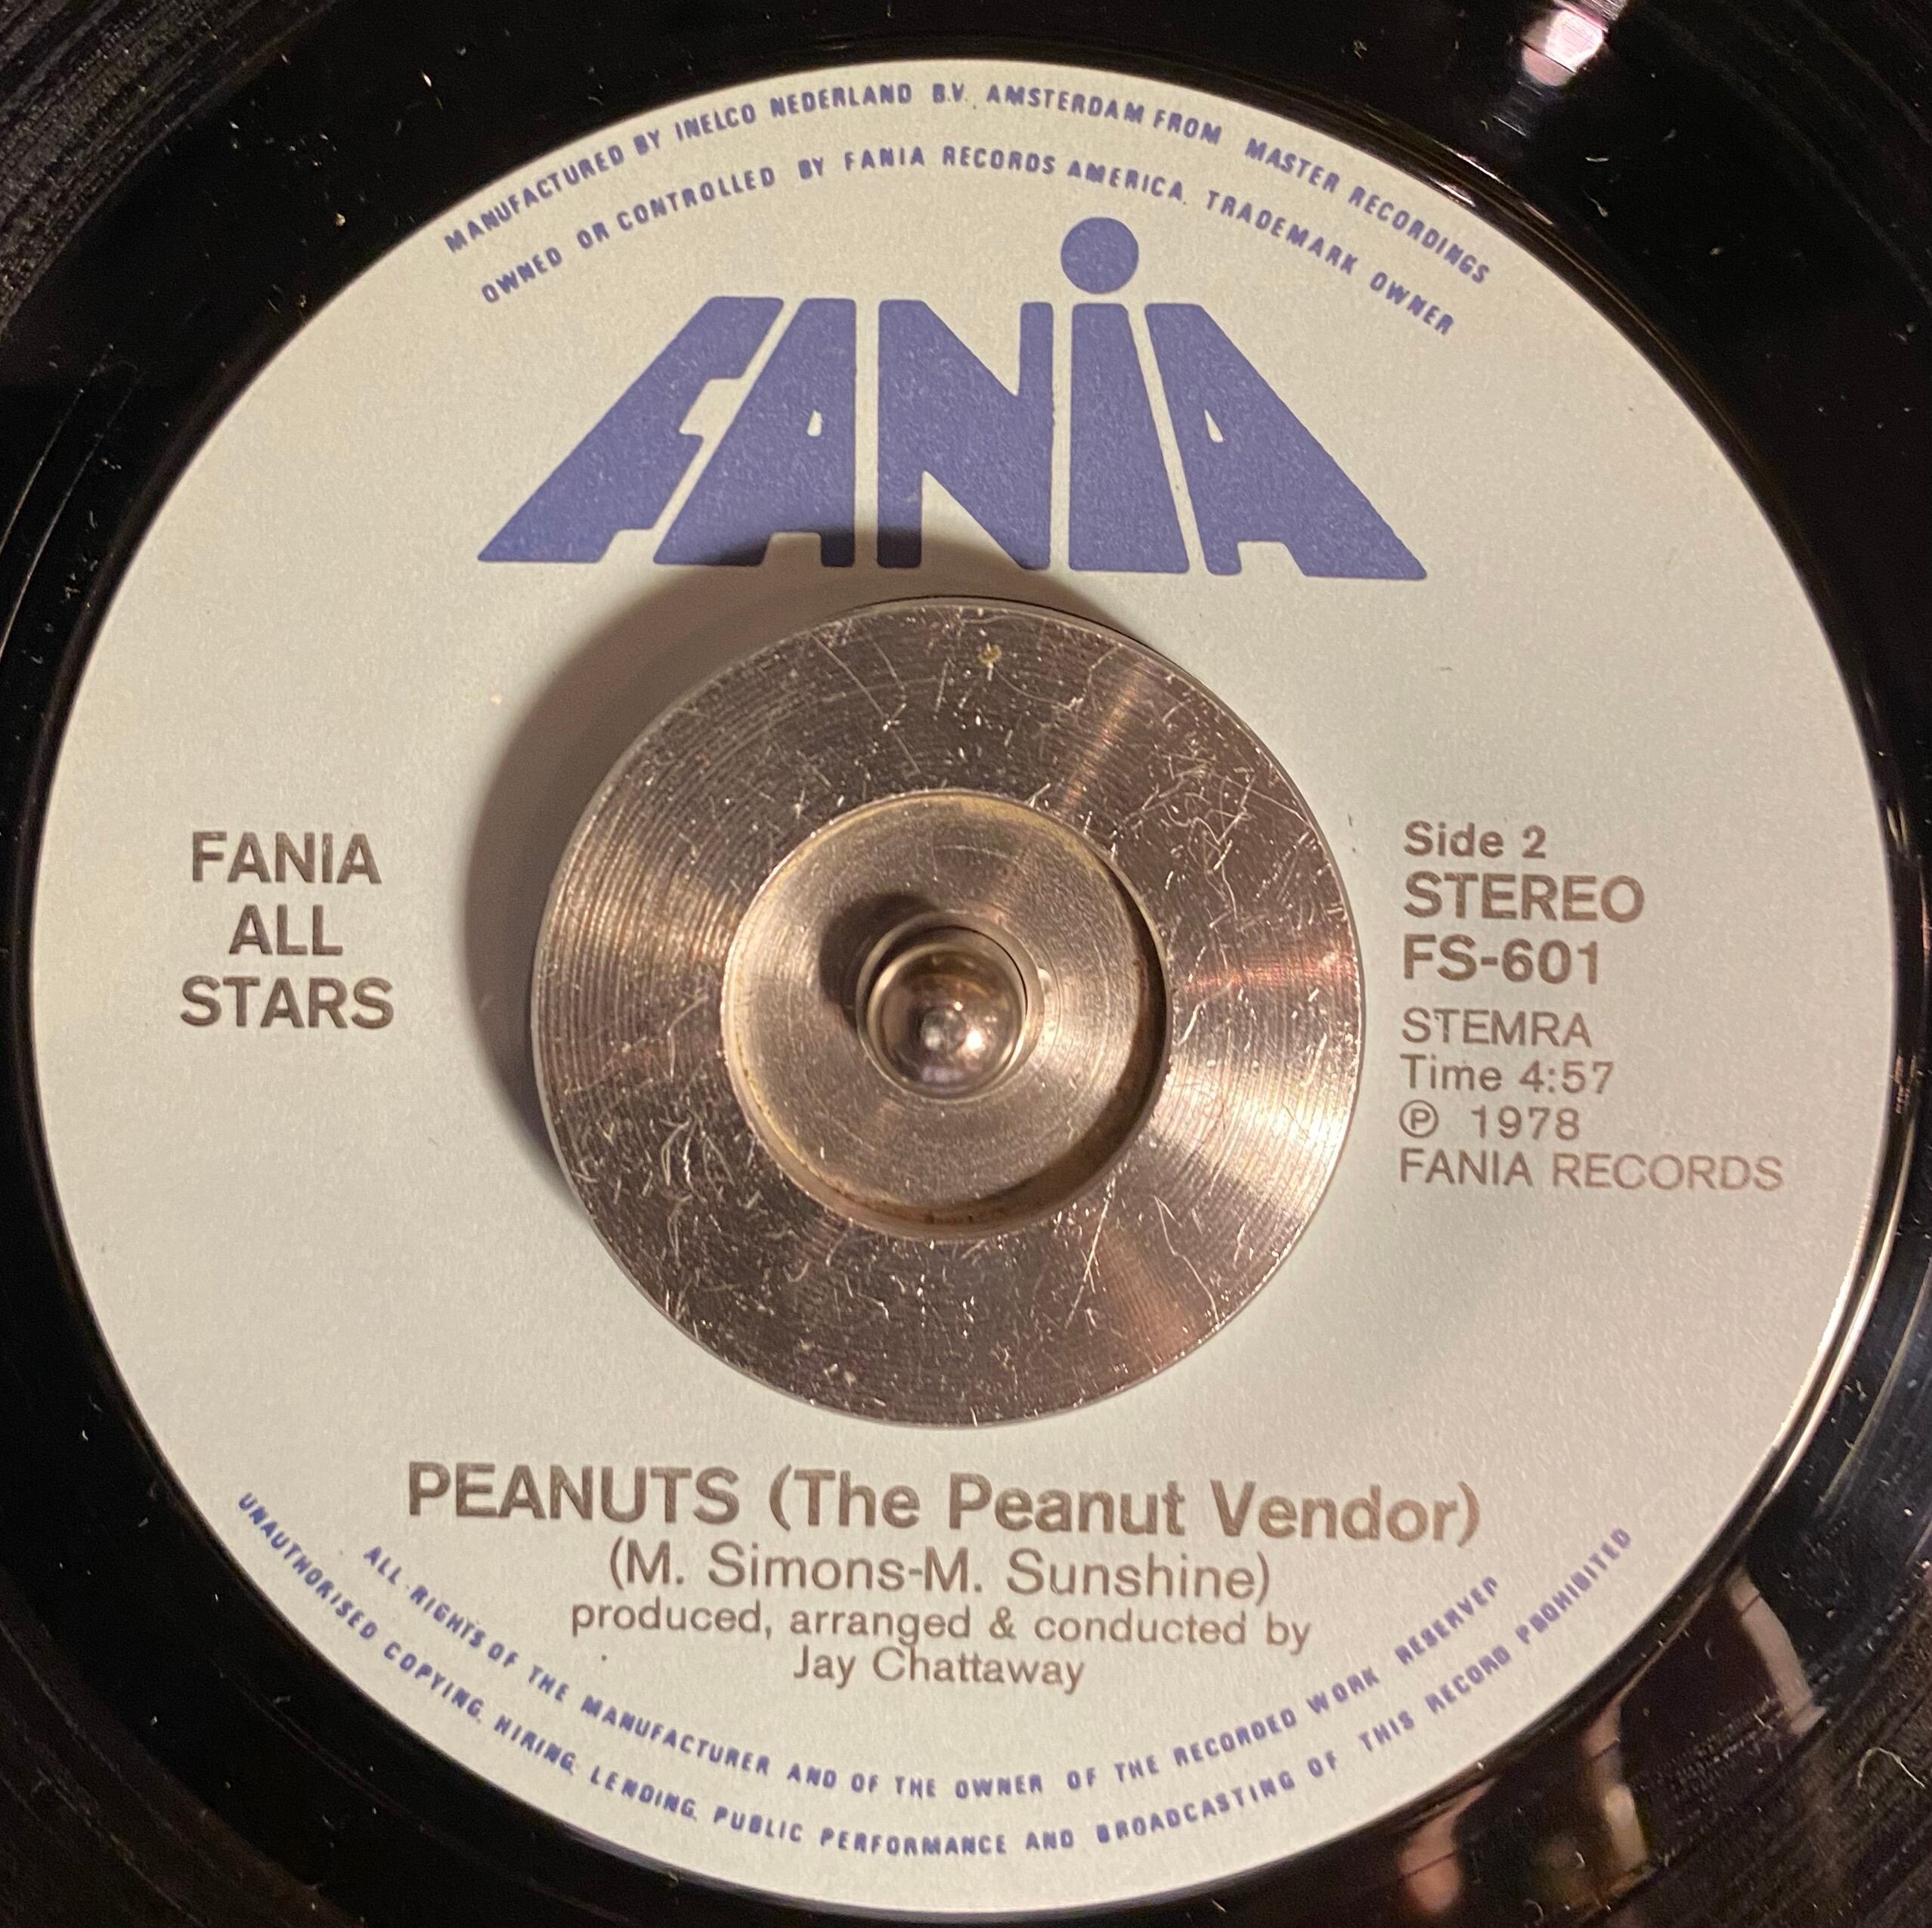 MANUFACTURED BY INELCO NEDERLAND B.V. AMSTERDAM FROM MASTER RECORDINGS
OWNED OR CONTROLLED BY FANIA RECORDS AMERICA. TRADEMARK OWNER
FANiA
FANIA
ALL
STARS
Side 2
STEREO
FS-601
STEMRA
Time 4:57
℗ 1978
FANIA RECORDS
PEANUTS (The Peanut Vendor)
(M. Simons-M. Sunshine)
produced, arranged & conducted by
Jay Chattaway
ALL RIGHTS OF THE MANUFACTURER AND OF THE OWNER OF THE RECORDED WORK RESERVED
UNAUTHORISED COPYING, HIRING, LENDING, PUBLIC PERFORMANCE AND BROADCASTING OF THIS RECORD PROHIBITED